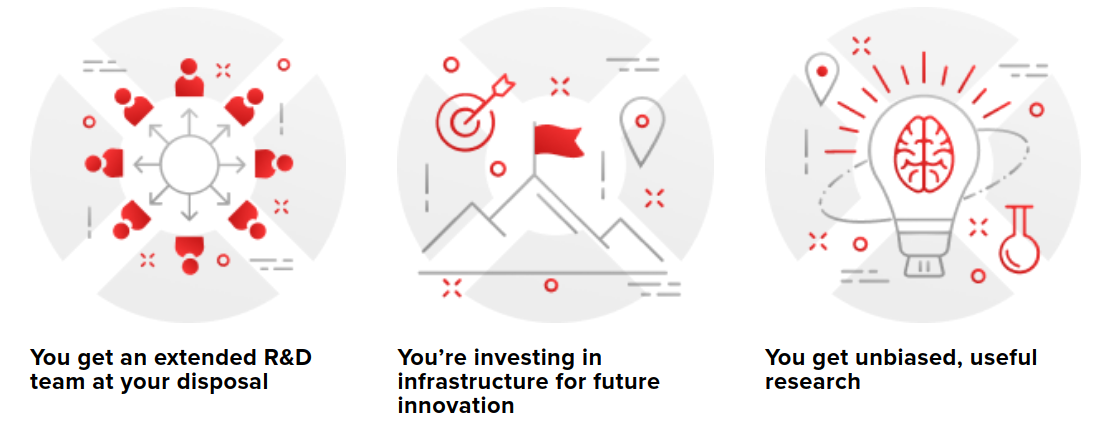 You get an extended R&D
team at your disposal
You’re investing in
infrastructure for future
innovation
You get unbiased, useful
research